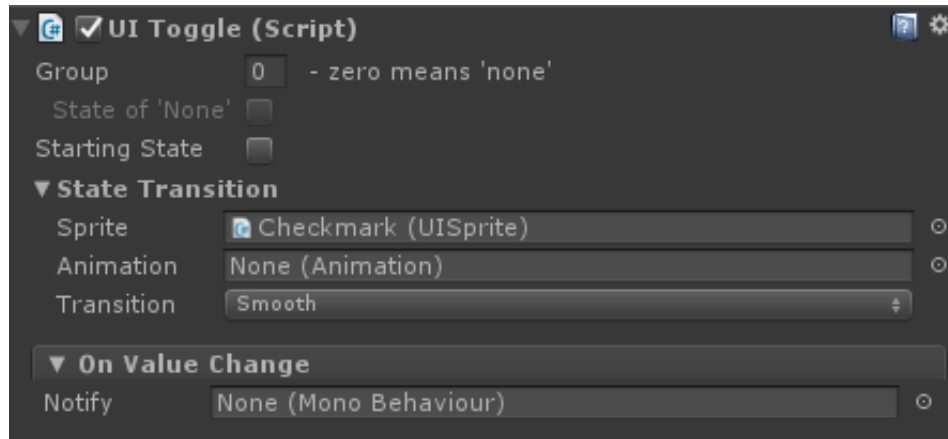 UI Toggle (Script)
Group 0 - zero means 'none'
State of 'None'
Starting State
State Transition
Sprite Checkmark (UISprite)
Animation None (Animation)
Transition Smooth
On Value Change
Notify None (Mono Behaviour)